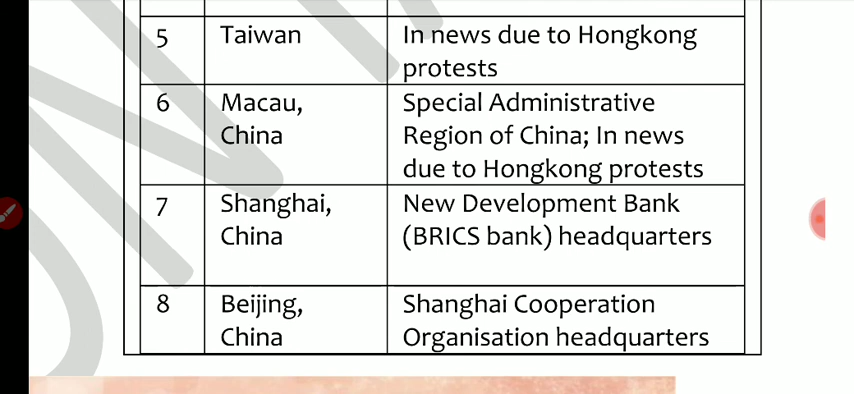 5 Taiwan In news due to Hongkong
protests
6 Macau, Special Administrative
China Region of China; In news
due to Hongkong protests
7 Shanghai, New Development Bank
China (BRICS bank) headquarters
8 Beijing, Shanghai Cooperation
China Organisation headquarters